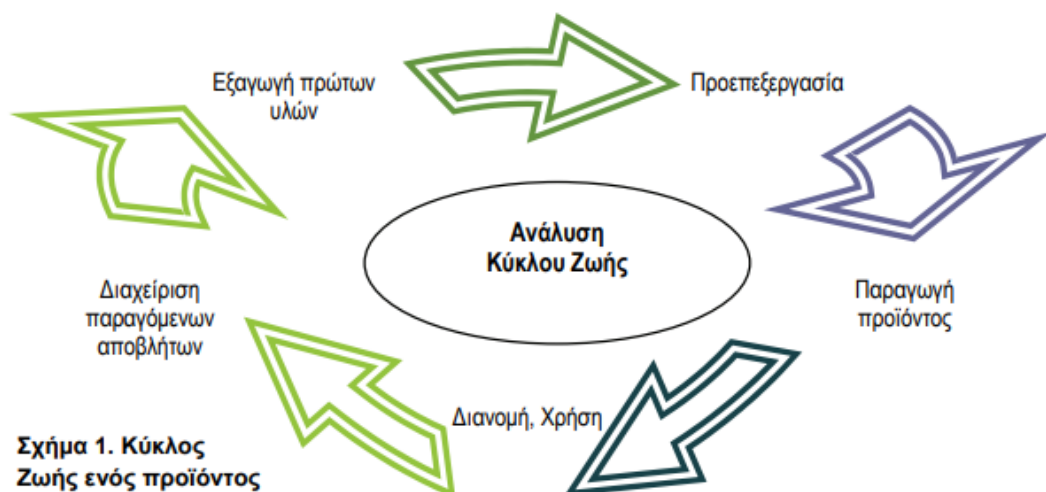 Εξαγωγή πρώτων
υλών
Προεπεξεργασία
Ανάλυση
Κύκλου Ζωής
Παραγωγή
προϊόντος
Διανομή, Χρήση
Διαχείριση
παραγόμενων
αποβλήτων
Σχήμα 1. Κύκλος
Ζωής ενός προϊόντος